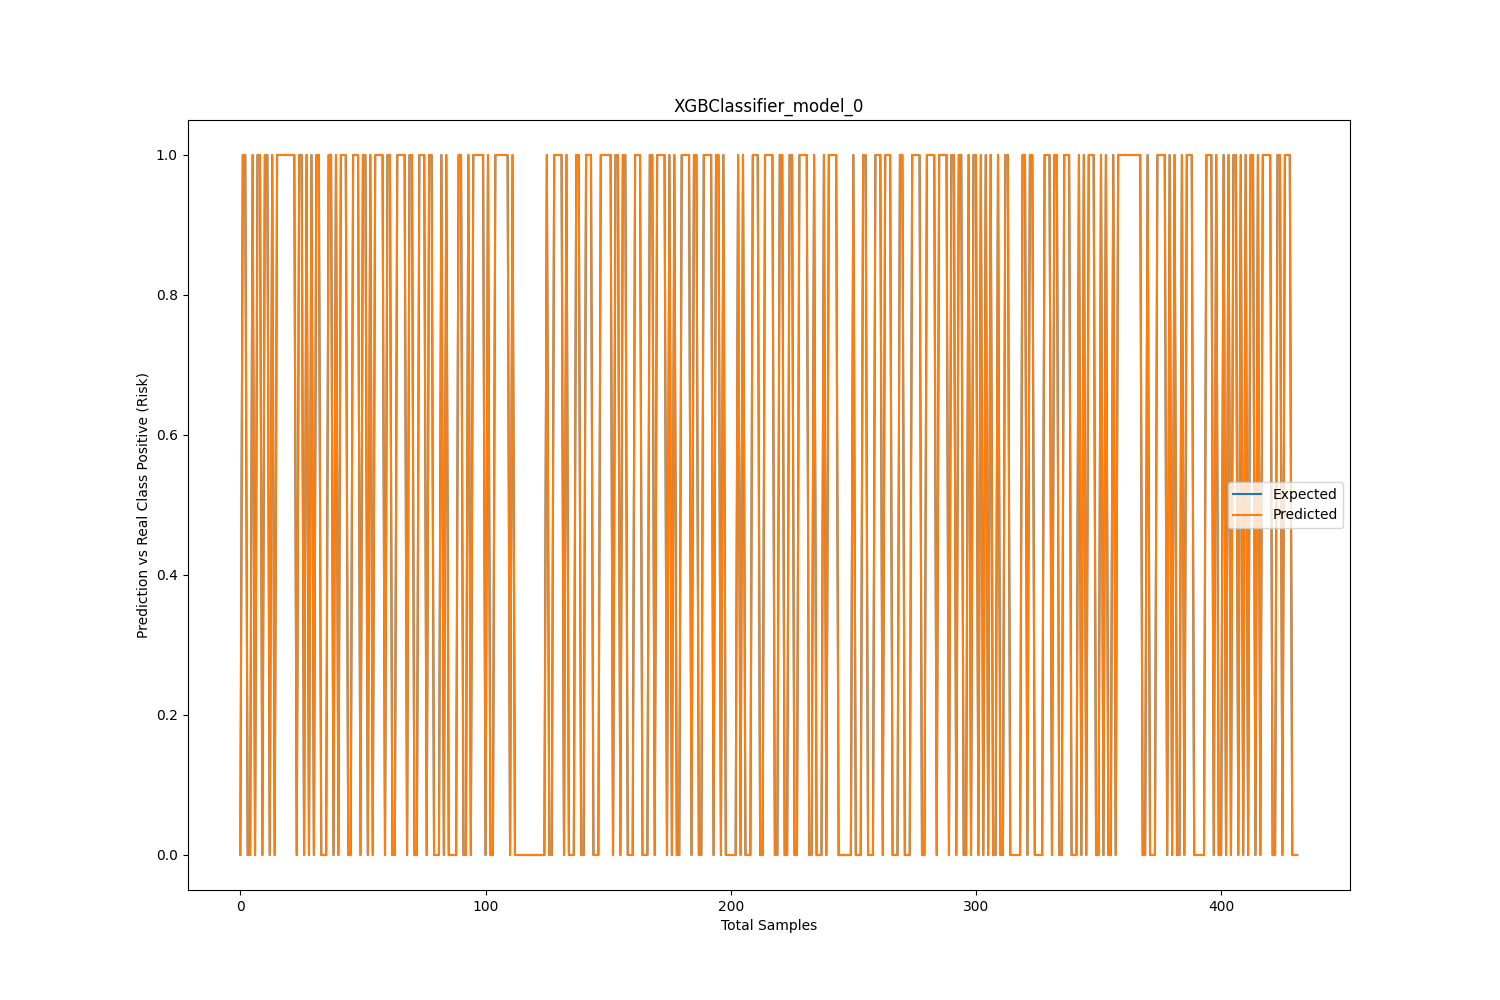 XGBClassifier_model_0
Prediction vs Real Class Positive (Risk)
1.0
0.8
0.6
0.4
0.2
0.0
Expected
Predicted
0 100 200 300 400
Total Samples